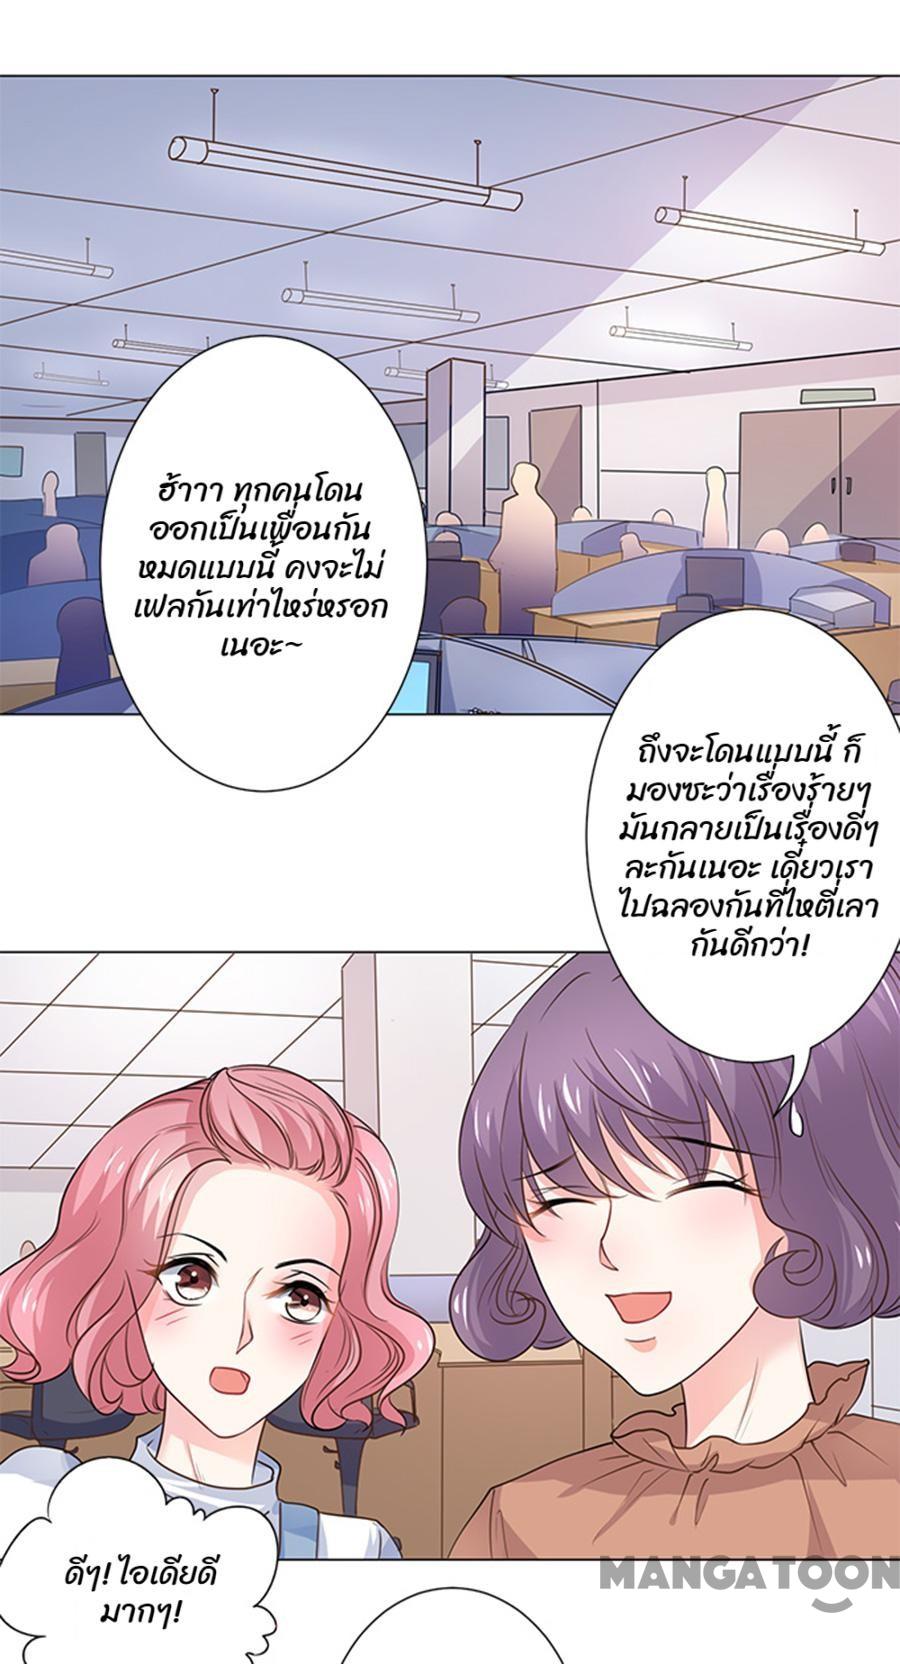 ฮ้าาา ทุกคนโดน
ออกเป็นเพื่อนกัน
หมดแบบนี้ คงจะไม่
เฟลกันเท่าไหร่หรอก
เนอะ~
ถึงจะโดนแบบนี้ ก็
มองซะว่าเรื่องร้ายๆ
มันกลายเป็นเรื่องดีๆ
ละกันเนอะ เดี๋ยวเรา
ไปฉลองกันที่ไหตี่เลา
กันดีกว่า!
ดีๆ! ไอเดียดี
มากๆ!
MANGATOON